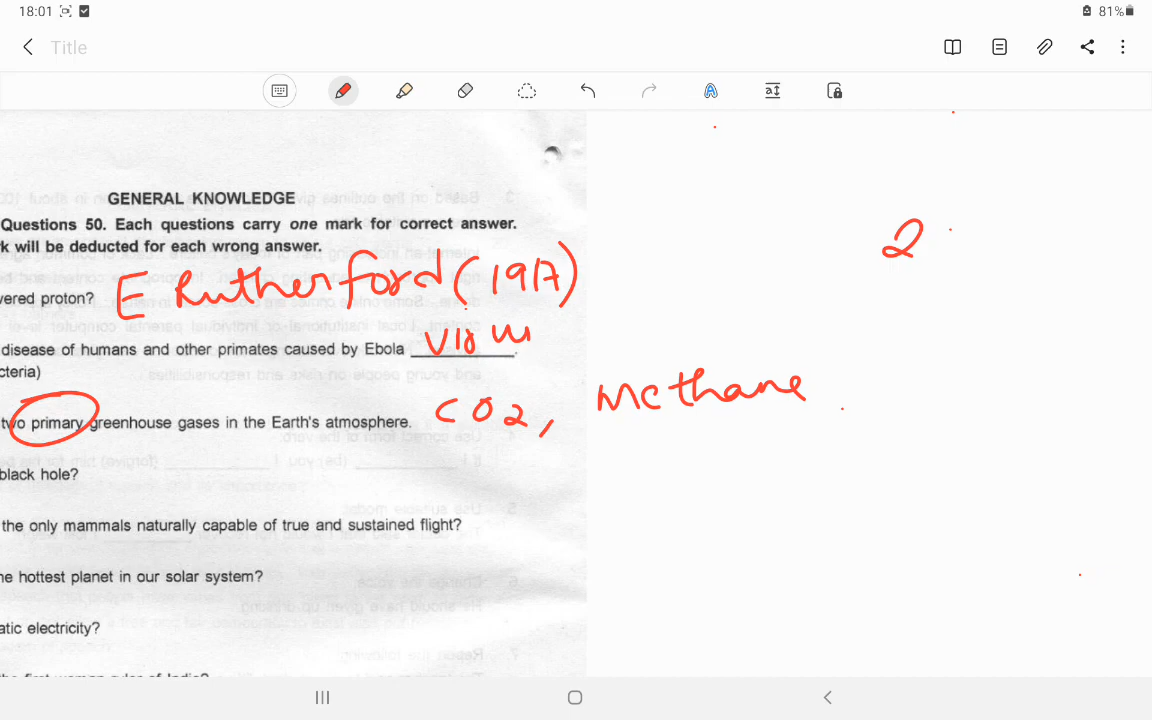 18:01
81%
Title
GENERAL KNOWLEDGE
Questions 50. Each questions carry one mark for correct answer.
k will be deducted for each wrong answer.
2
vered proton? E Rutherford (1917)
disease of humans and other primates caused by Ebola ________.
cteria)
two primary greenhouse gases in the Earth's atmosphere. CO2, Methane
black hole?
the only mammals naturally capable of true and sustained flight?
he hottest planet in our solar system?
atic electricity?